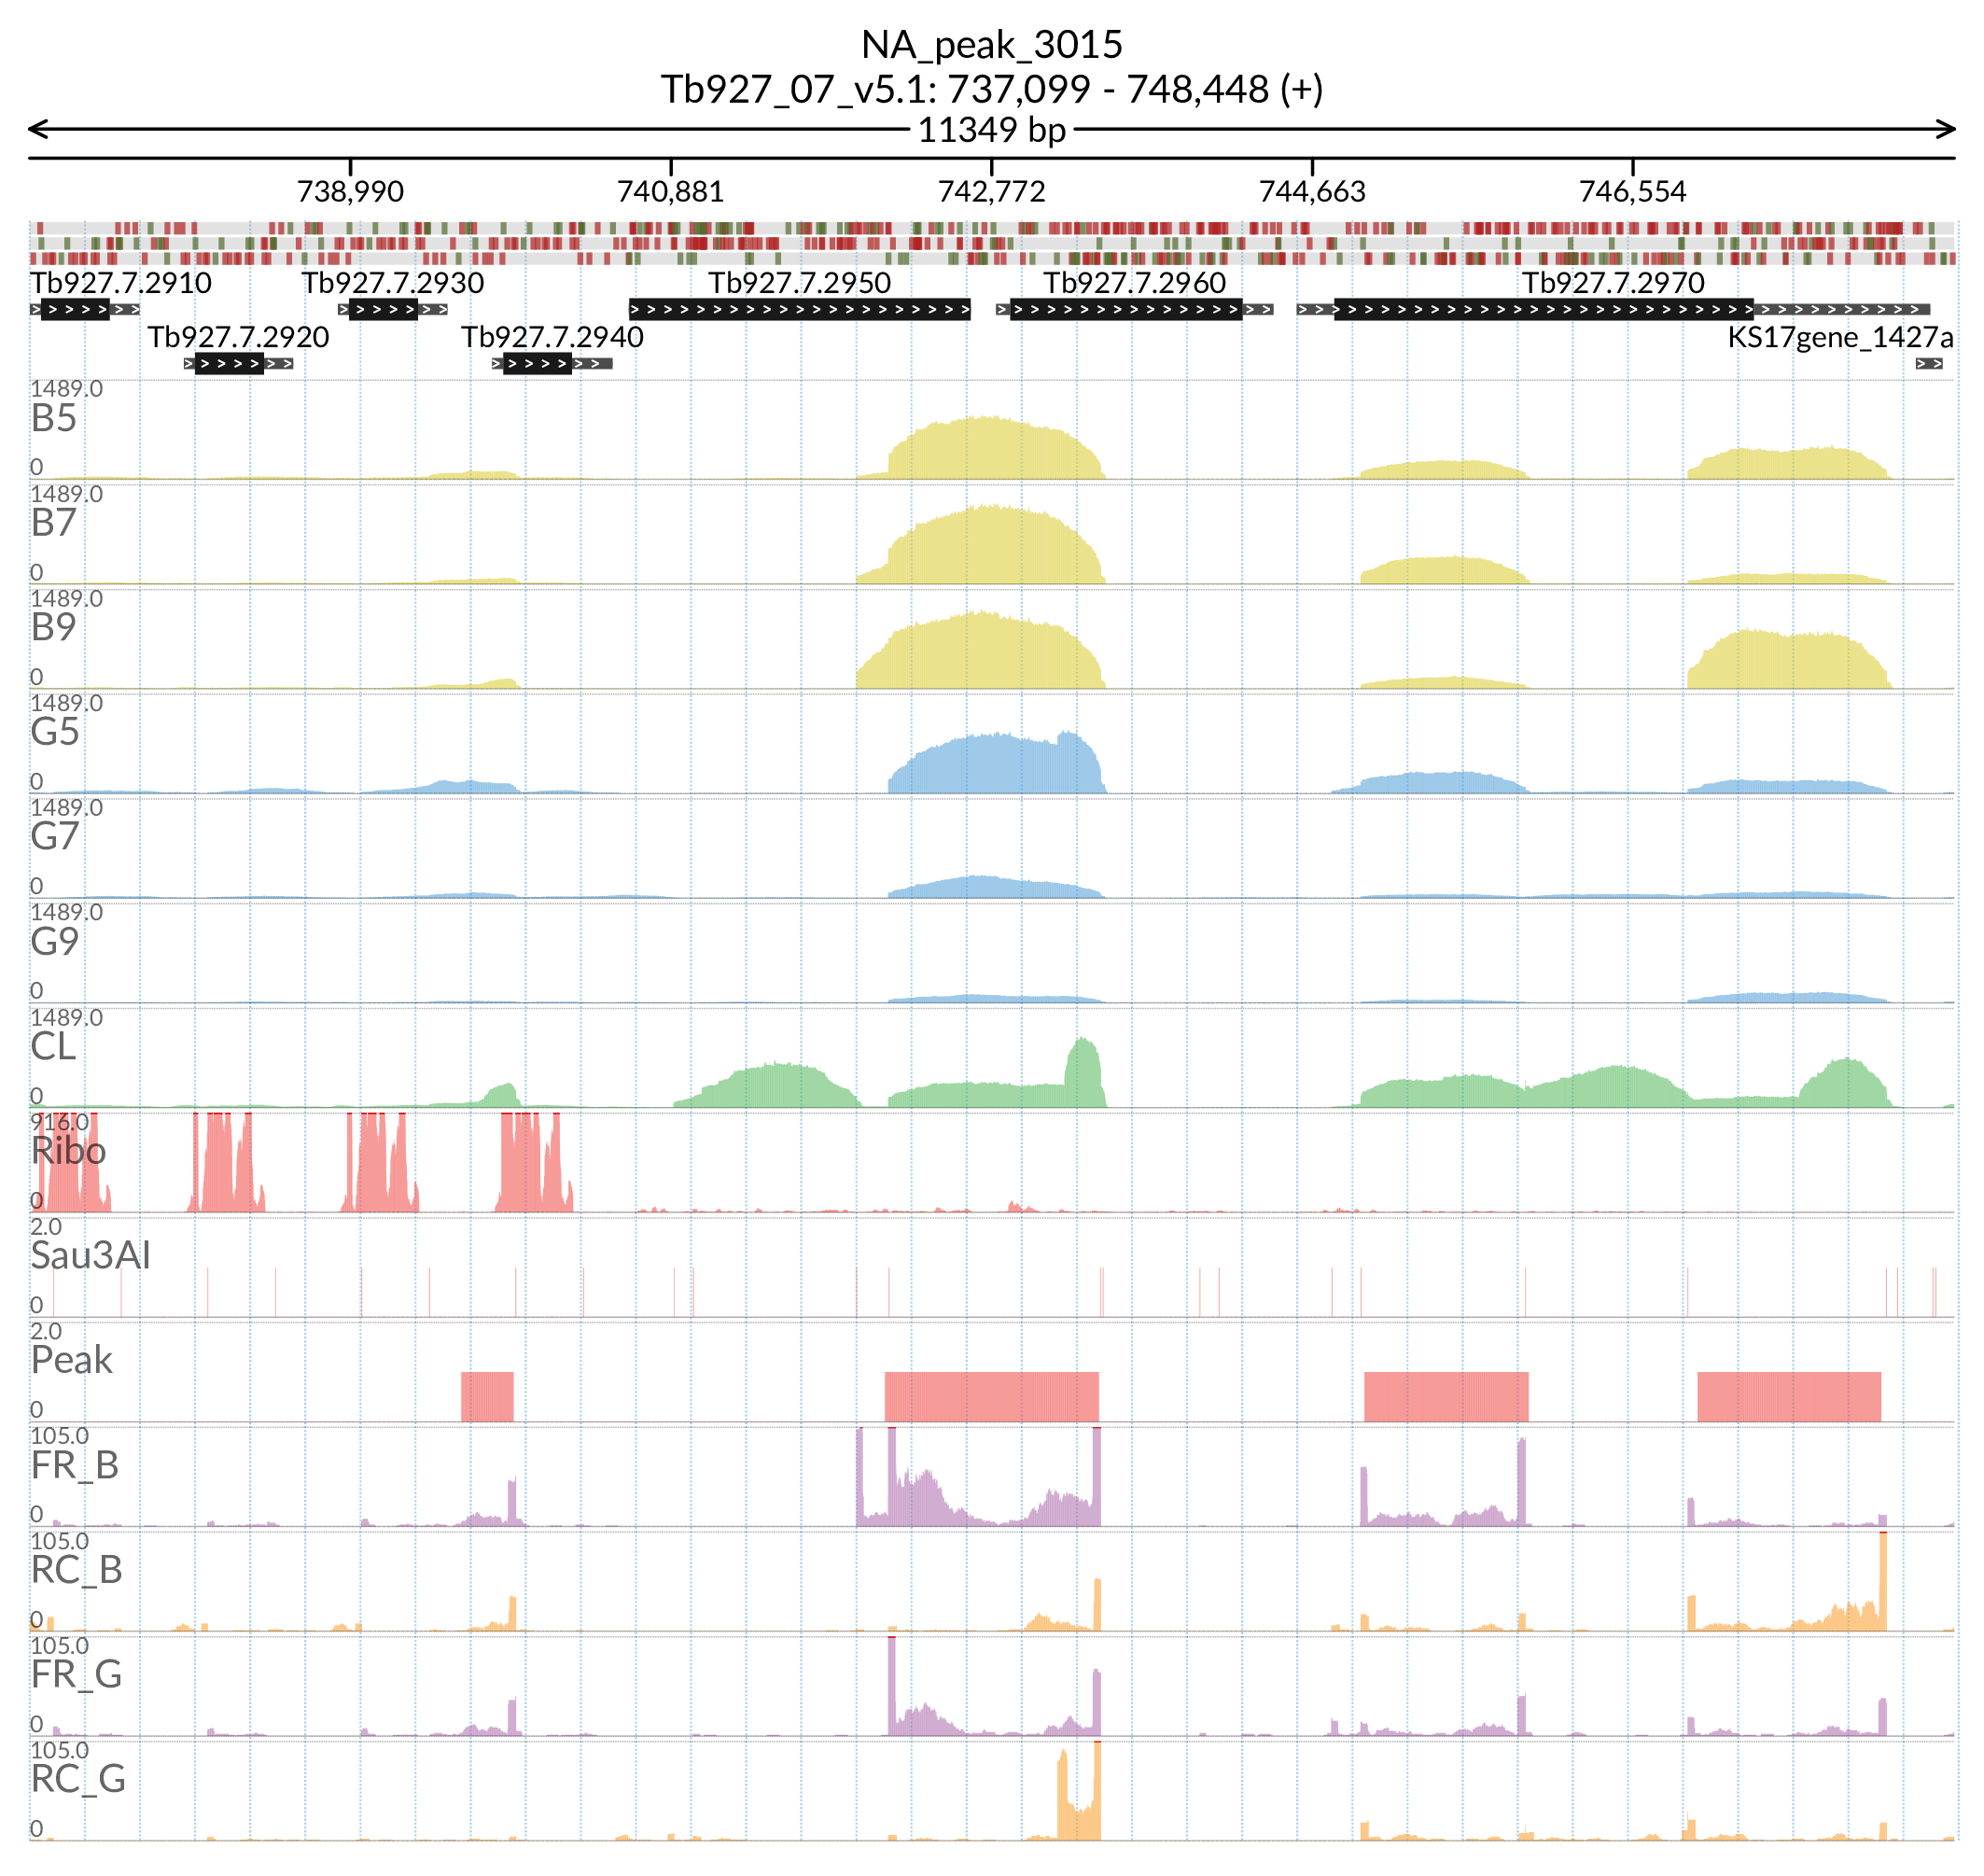 NA_peak_3015
Tb927_07_v5.1: 737,099 - 748,448 (+)
11349 bp
738,990 740,881 742,772 744,663 746,554
Tb927.7.2910 Tb927.7.2930 Tb927.7.2950 Tb927.7.2960 Tb927.7.2970
Tb927.7.2920 Tb927.7.2940 KS17gene_1427a
1489.0
B5
0
1489.0
B7
0
1489.0
B9
0
1489.0
G5
0
1489.0
G7
0
1489.0
G9
0
1489.0
CL
0
916.0
Ribo
0
2.0
Sau3AI
0
2.0
Peak
0
105.0
FR_B
0
105.0
RC_B
0
105.0
FR_G
0
105.0
RC_G
0